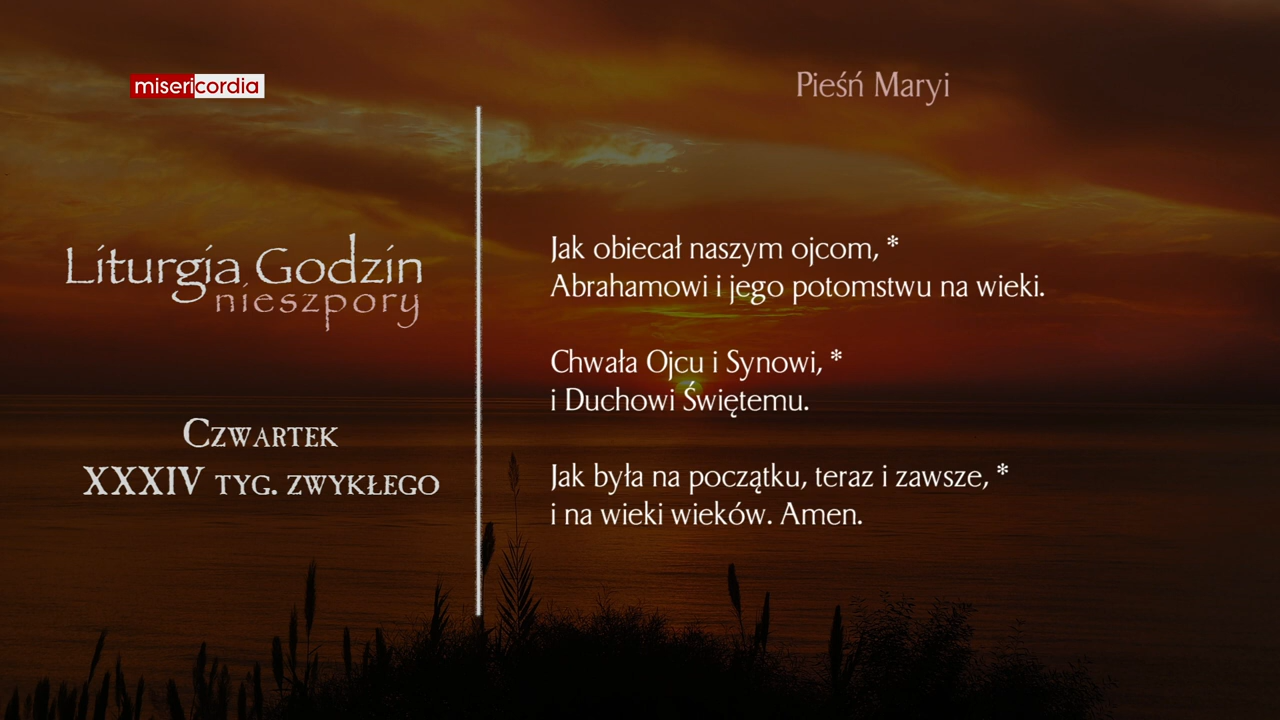 misericordia
Liturgia Godzin
nieszpory
Czwartek
XXXIV tyg. zwykłego
Pieśń Maryi
Jak obiecał naszym ojcom, *
Abrahamowi i jego potomstwu na wieki.
Chwała Ojcu i Synowi, *
i Duchowi Świętemu.
Jak była na początku, teraz i zawsze, *
i na wieki wieków. Amen.